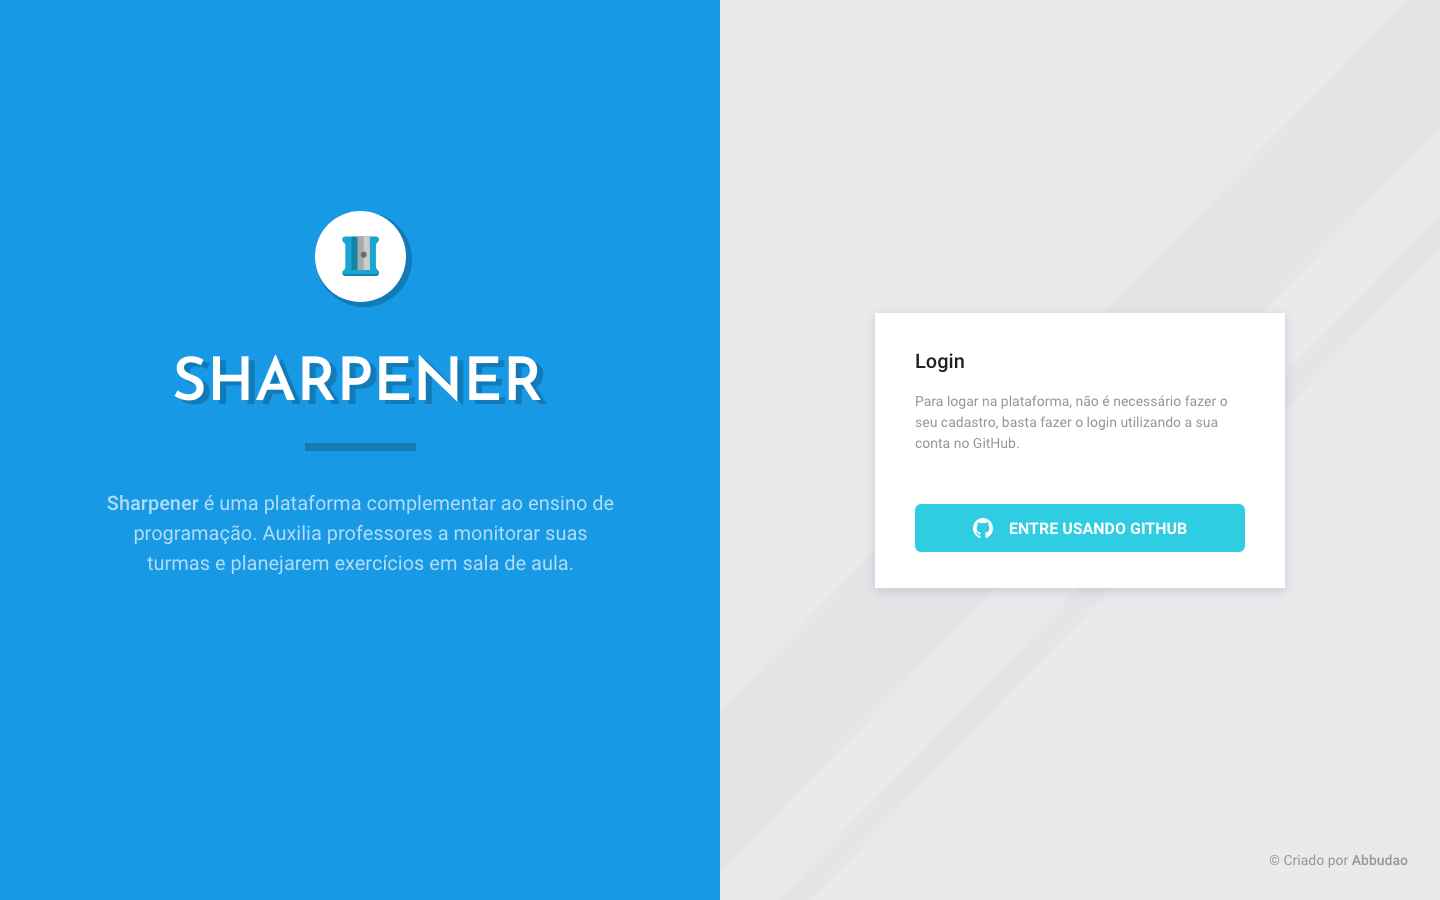 SHARPENER
Sharpener é uma plataforma complementar ao ensino de
programação. Auxilia professores a monitorar suas
turmas e planejarem exercícios em sala de aula.
Login
Para logar na plataforma, não é necessário fazer o
seu cadastro, basta fazer o login utilizando a sua
conta no GitHub.
ENTRE USANDO GITHUB
© Criado por Abbudao